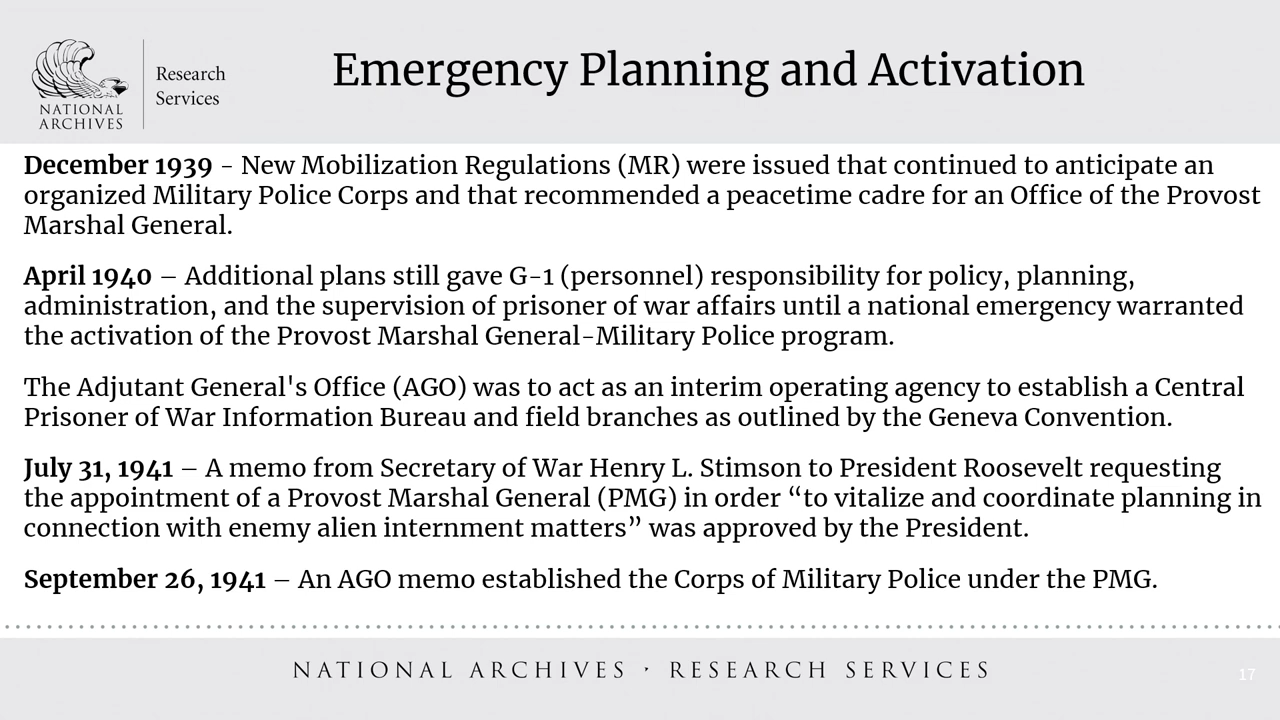 NATIONAL
ARCHIVES
Research
Services
Emergency Planning and Activation
December 1939 - New Mobilization Regulations (MR) were issued that continued to anticipate an
organized Military Police Corps and that recommended a peacetime cadre for an Office of the Provost
Marshal General.
April 1940 – Additional plans still gave G-1 (personnel) responsibility for policy, planning,
administration, and the supervision of prisoner of war affairs until a national emergency warranted
the activation of the Provost Marshal General-Military Police program.
The Adjutant General's Office (AGO) was to act as an interim operating agency to establish a Central
Prisoner of War Information Bureau and field branches as outlined by the Geneva Convention.
July 31, 1941 – A memo from Secretary of War Henry L. Stimson to President Roosevelt requesting
the appointment of a Provost Marshal General (PMG) in order “to vitalize and coordinate planning in
connection with enemy alien internment matters” was approved by the President.
September 26, 1941 – An AGO memo established the Corps of Military Police under the PMG.
NATIONAL ARCHIVES · RESEARCH SERVICES
17